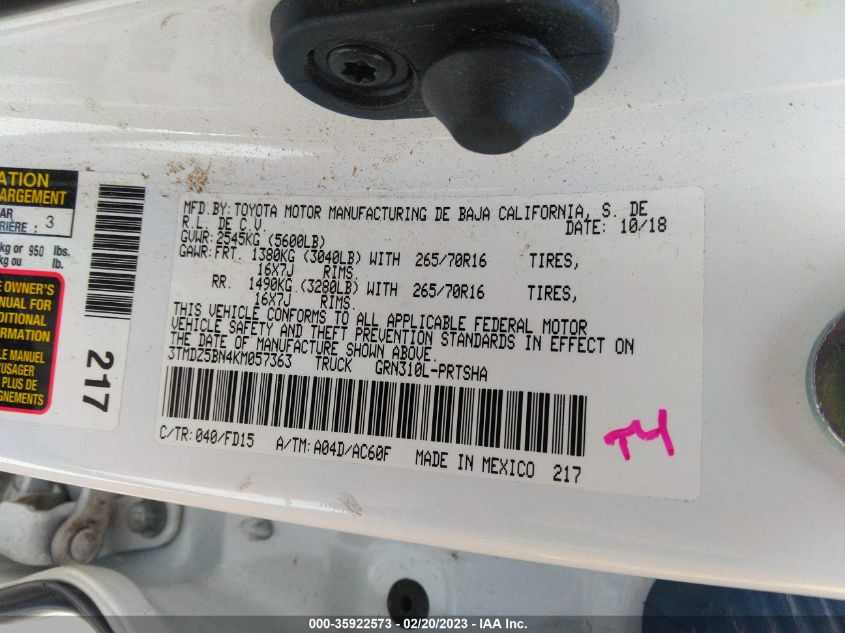 ATION
ARGEMENT
AR
RIÈRE : 3
kg or 950 lbs.
kg ou lb.
E OWNER'S
ANUAL FOR
DITIONAL
FORMATION
LE MANUEL
'USAGER
R PLUS DE
IGNEMENTS
217
MFD.BY:TOYOTA MOTOR MANUFACTURING DE BAJA CALIFORNIA, S. DE
R.L. DE C.V. DATE: 10/18
GVWR:2545KG (5600LB)
GAWR:FRT. 1380KG (3040LB) WITH 265/70R16 TIRES,
16X7J RIMS.
RR. 1490KG (3280LB) WITH 265/70R16 TIRES,
16X7J RIMS.
THIS VEHICLE CONFORMS TO ALL APPLICABLE FEDERAL MOTOR
VEHICLE SAFETY AND THEFT PREVENTION STANDARDS IN EFFECT ON
THE DATE OF MANUFACTURE SHOWN ABOVE.
3TMDZ5BN4KM057363 TRUCK GRN310L-PRTSHA
C/TR:040/FD15 A/TM:A04D/AC60F MADE IN MEXICO 217
T4
000-35922573 — 02/20/2023 — IAA Inc.